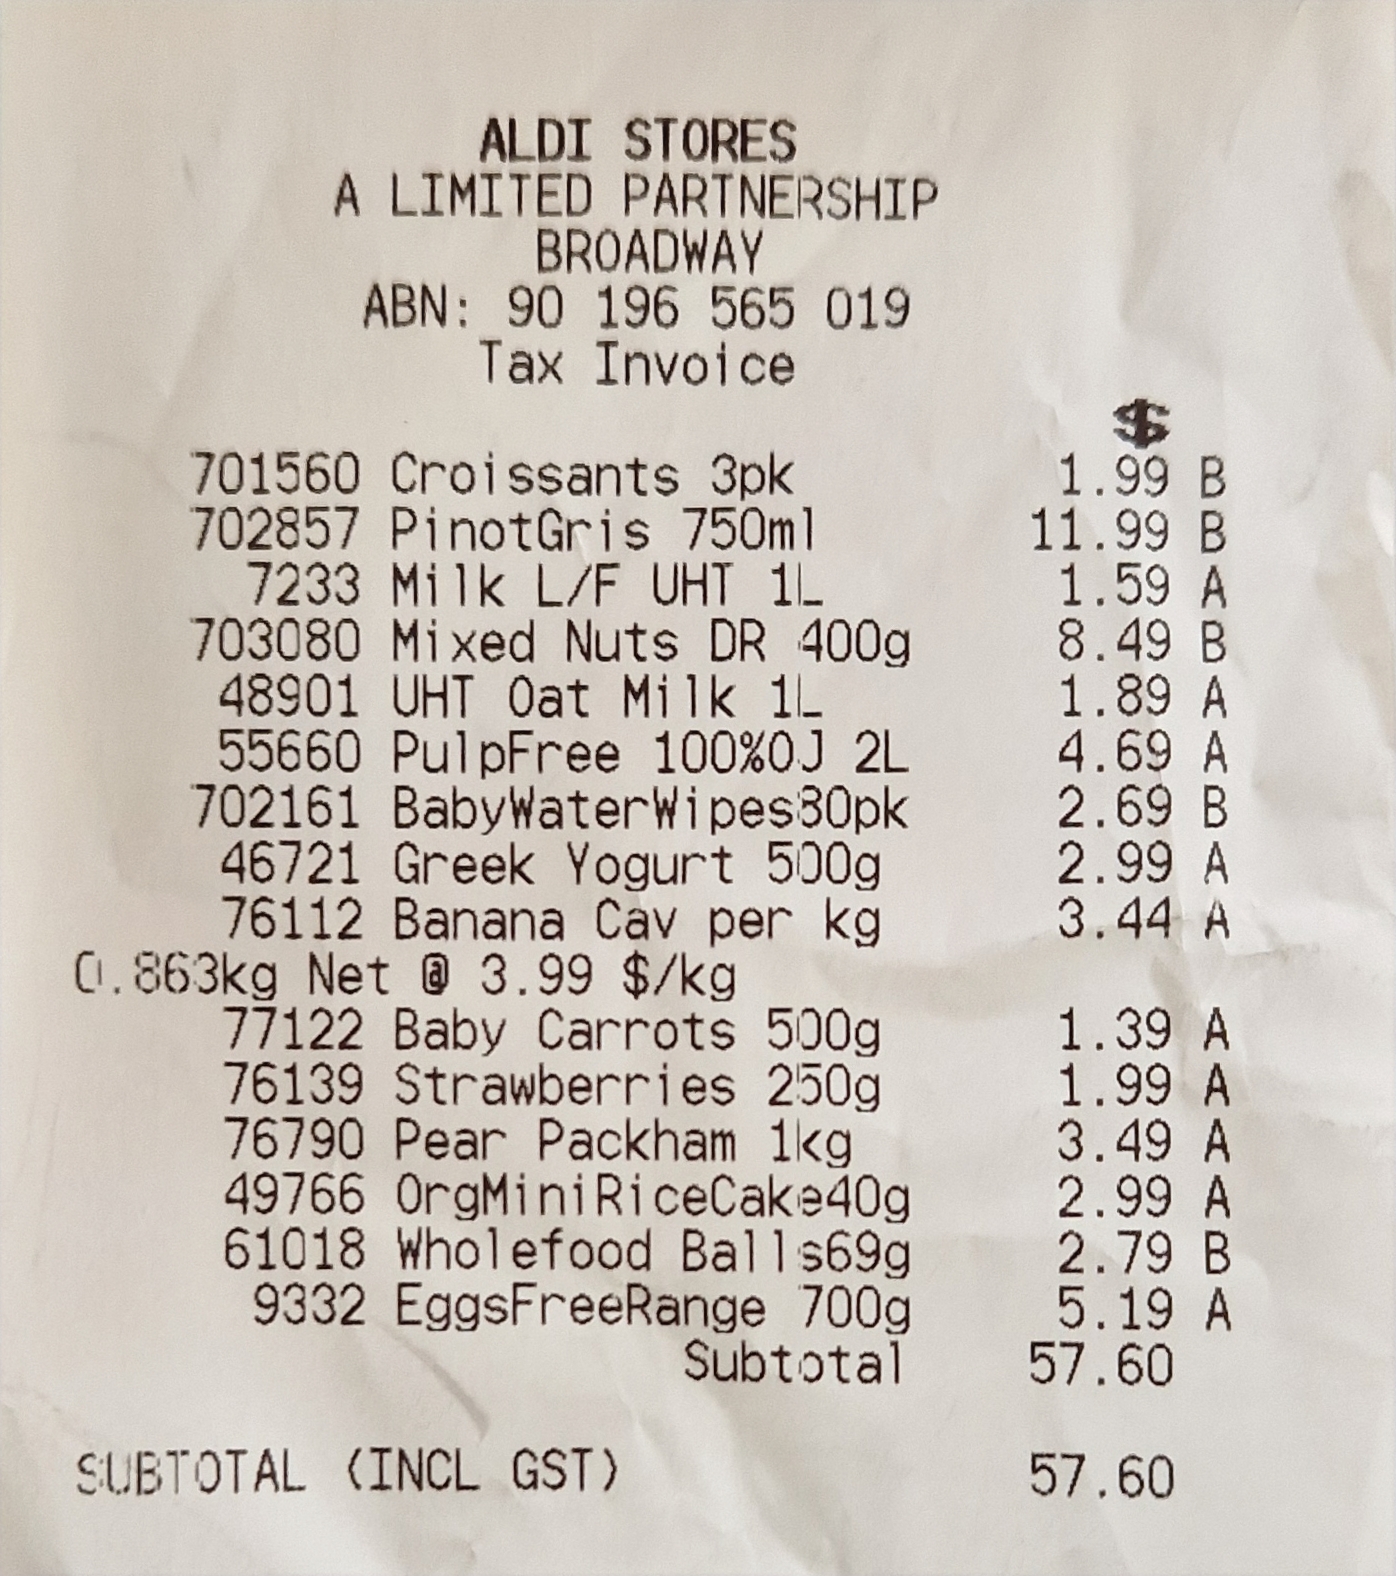 ALDI STORES
A LIMITED PARTNERSHIP
BROADWAY
ABN: 90 196 565 019
Tax Invoice
$
701560 Croissants 3pk 1.99 B
702857 PinotGris 750ml 11.99 B
7233 Milk L/F UHT 1L 1.59 A
703080 Mixed Nuts DR 400g 8.49 B
48901 UHT Oat Milk 1L 1.89 A
55660 PulpFree 100%OJ 2L 4.69 A
702161 BabyWaterWipes80pk 2.69 B
46721 Greek Yogurt 500g 2.99 A
76112 Banana Cav per kg 3.44 A
0.863kg Net @ 3.99 $/kg
77122 Baby Carrots 500g 1.39 A
76139 Strawberries 250g 1.99 A
76790 Pear Packham 1kg 3.49 A
49766 OrgMiniRiceCake40g 2.99 A
61018 Wholefood Balls69g 2.79 B
9332 EggsFreeRange 700g 5.19 A
Subtotal 57.60
SUBTOTAL (INCL GST) 57.60